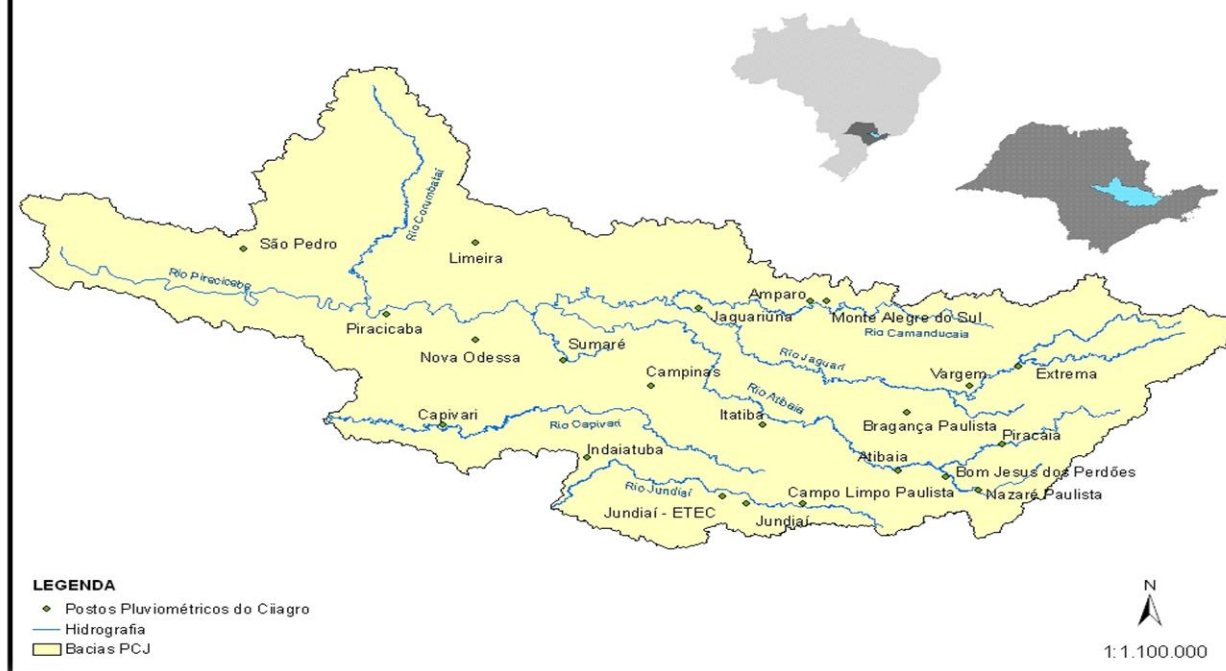 São Pedro
Limeira
Rio Corumbataí
Rio Piracicaba
Piracicaba
Nova Odessa
Sumaré
Jaguariúna
Amparo
Monte Alegre do Sul
Rio Camanducaia
Rio Jaguari
Vargem
Extrema
Campinas
Rio Atibaia
Itatiba
Bragança Paulista
Piracaia
Capivari
Rio Capivari
Indaiatuba
Atibaia
Bom Jesus dos Perdões
Nazaré Paulista
Rio Jundiaí
Campo Limpo Paulista
Jundiaí - ETEC
Jundiaí
LEGENDA
Postos Pluviométricos do Ciiagro
Hidrografia
Bacias PCJ
N
1:1.100.000